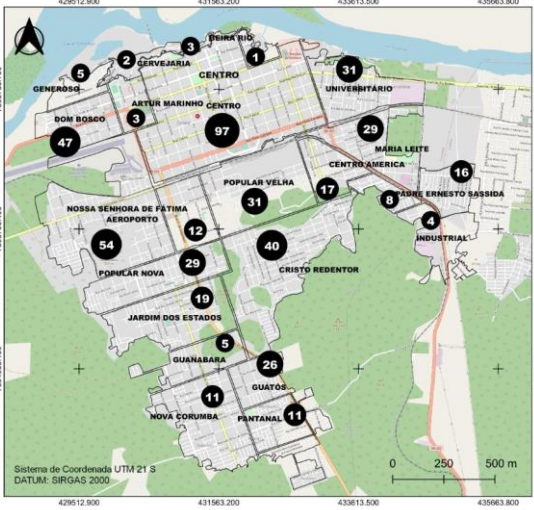 429512.900 431563.200 433613.500 435663.800
BEIRA RIO
3
2
1
CERVEJARIA
5
CENTRO
31
GENEROSO
UNIVERSITÁRIO
ARTUR MARINHO CENTRO
DOM BOSCO
3
47
97
29
MARIA LEITE
CENTRO AMERICA
16
POPULAR VELHA
17
PADRE ERNESTO SASSIDA
31
8
NOSSA SENHORA DE FÁTIMA
AEROPORTO
4
12
INDUSTRIAL
54
40
29
POPULAR NOVA
CRISTO REDENTOR
19
JARDIM DOS ESTADOS
5
GUANABARA
26
GUATÓS
11
NOVA CORUMBA
PANTANAL
11
Sistema de Coordenada UTM 21 S
DATUM: SIRGAS 2000
0 250 500 m
429512.900 431563.200 433613.500 435663.800